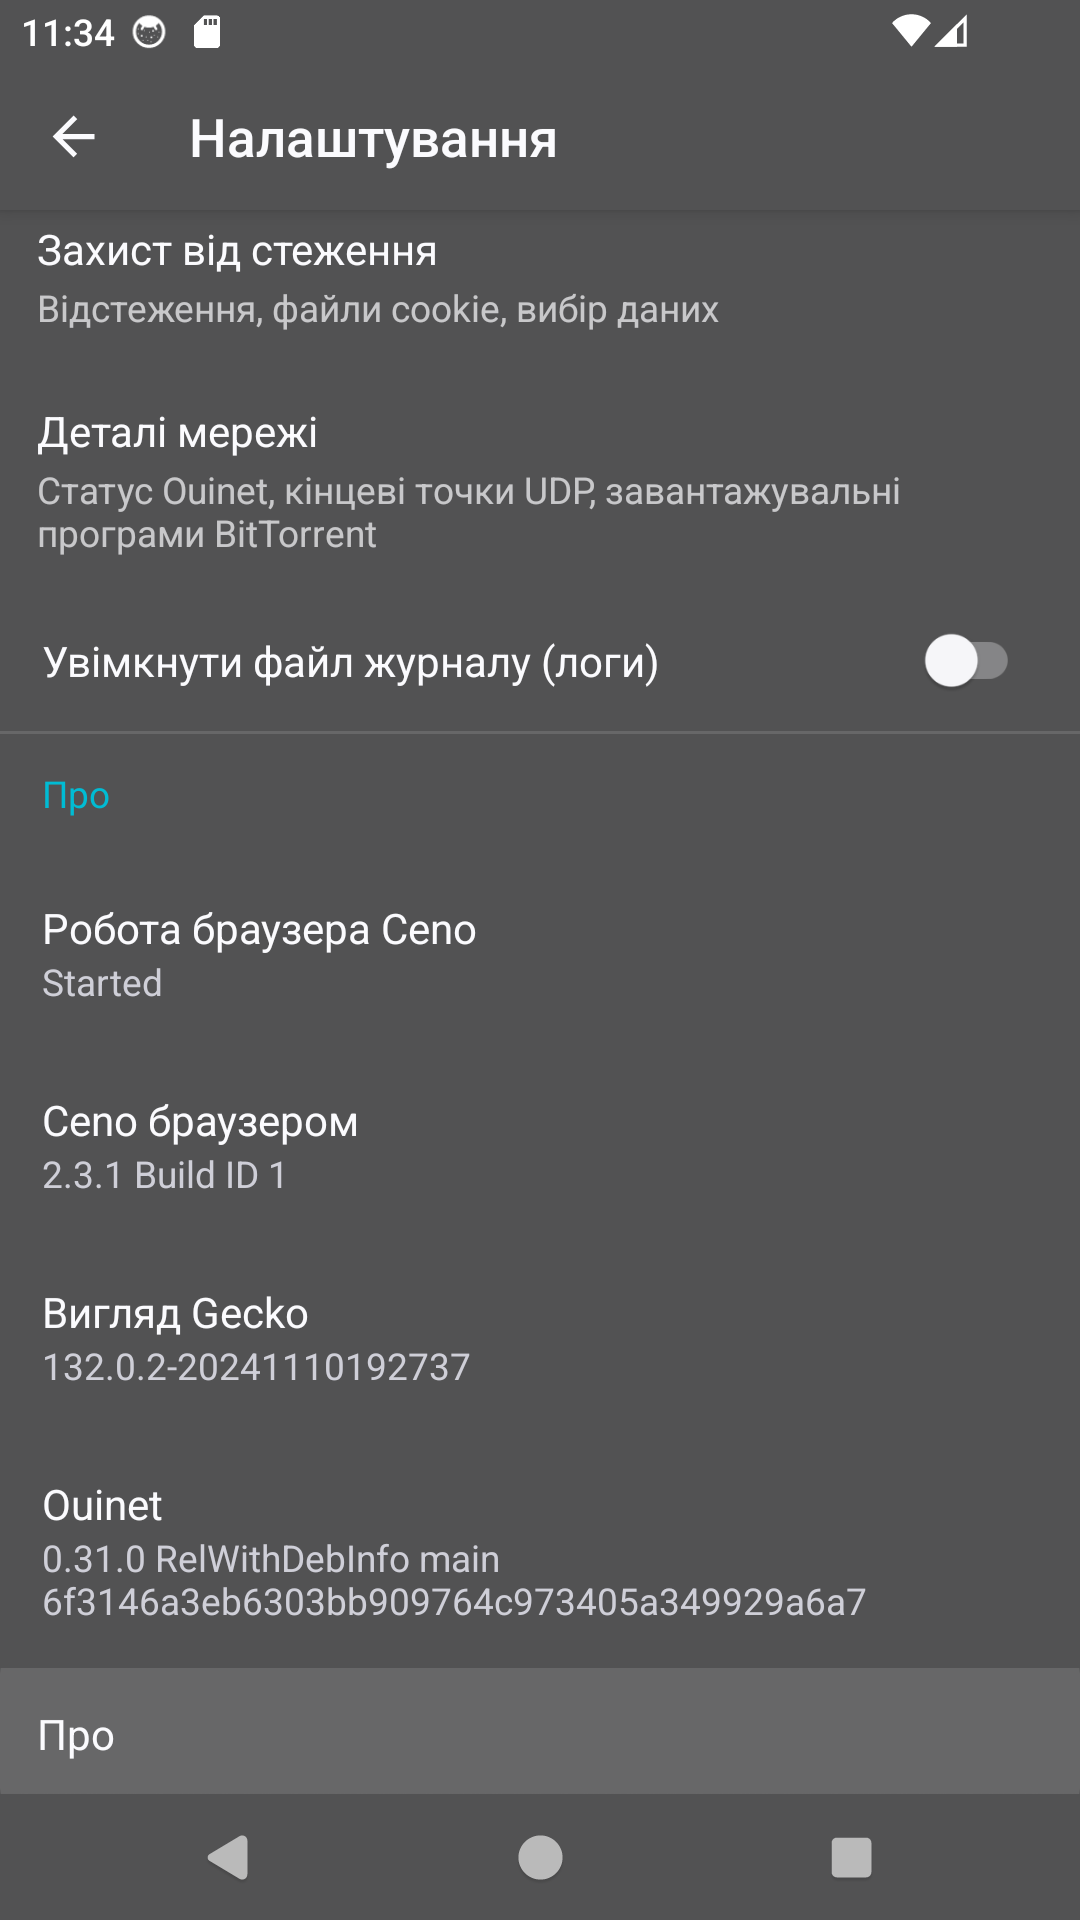 11:34
Налаштування
Захист від стеження
Відстеження, файли cookie, вибір даних
Деталі мережі
Статус Ouinet, кінцеві точки UDP, завантажувальні
програми BitTorrent
Увімкнути файл журналу (логи)
Про
Робота браузера Ceno
Started
Ceno браузером
2.3.1 Build ID 1
Вигляд Gecko
132.0.2-20241110192737
Ouinet
0.31.0 RelWithDebInfo main
6f3146a3eb6303bb909764c973405a349929a6a7
Про